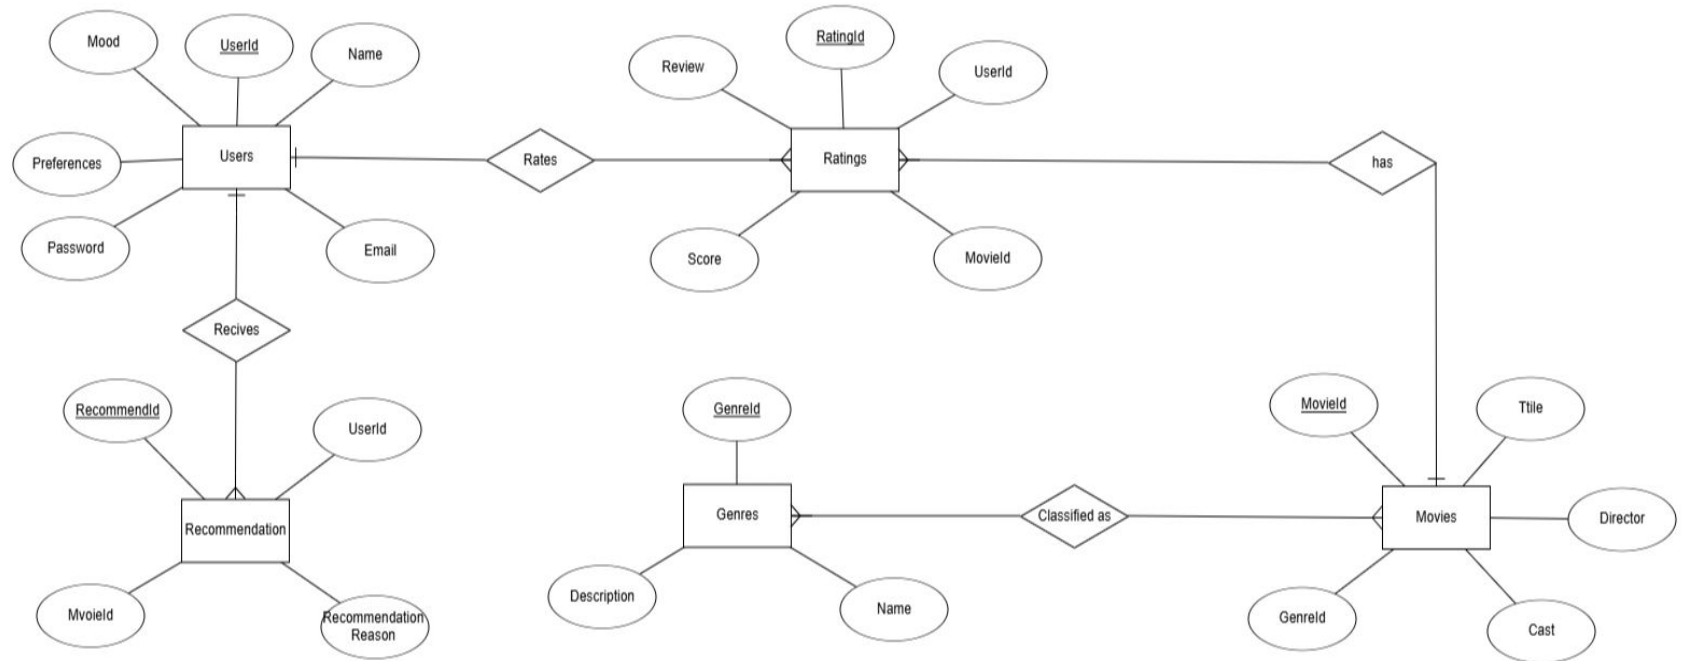 Mood
UserId
Name
Preferences
Users
Password
Email
Rates
Review
RatingId
UserId
Ratings
Score
MovieId
has
Recives
RecommendId
UserId
Recommendation
MvoieId
Recommendation
Reason
GenreId
Genres
Description
Name
Classified as
MovieId
Ttile
Movies
Director
GenreId
Cast